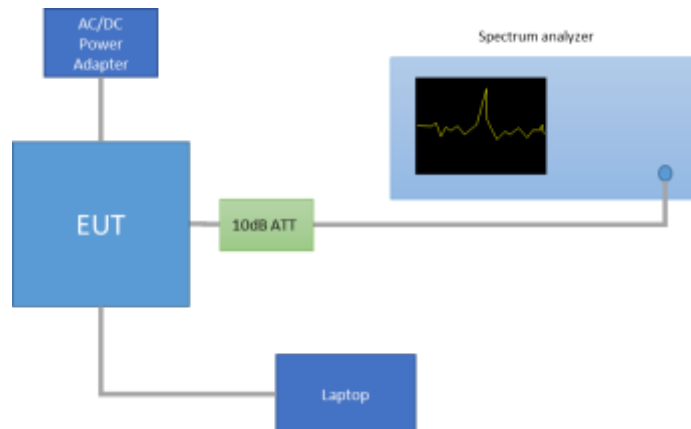 AC/DC
Power
Adapter
Spectrum analyzer
EUT
10dB ATT
Laptop